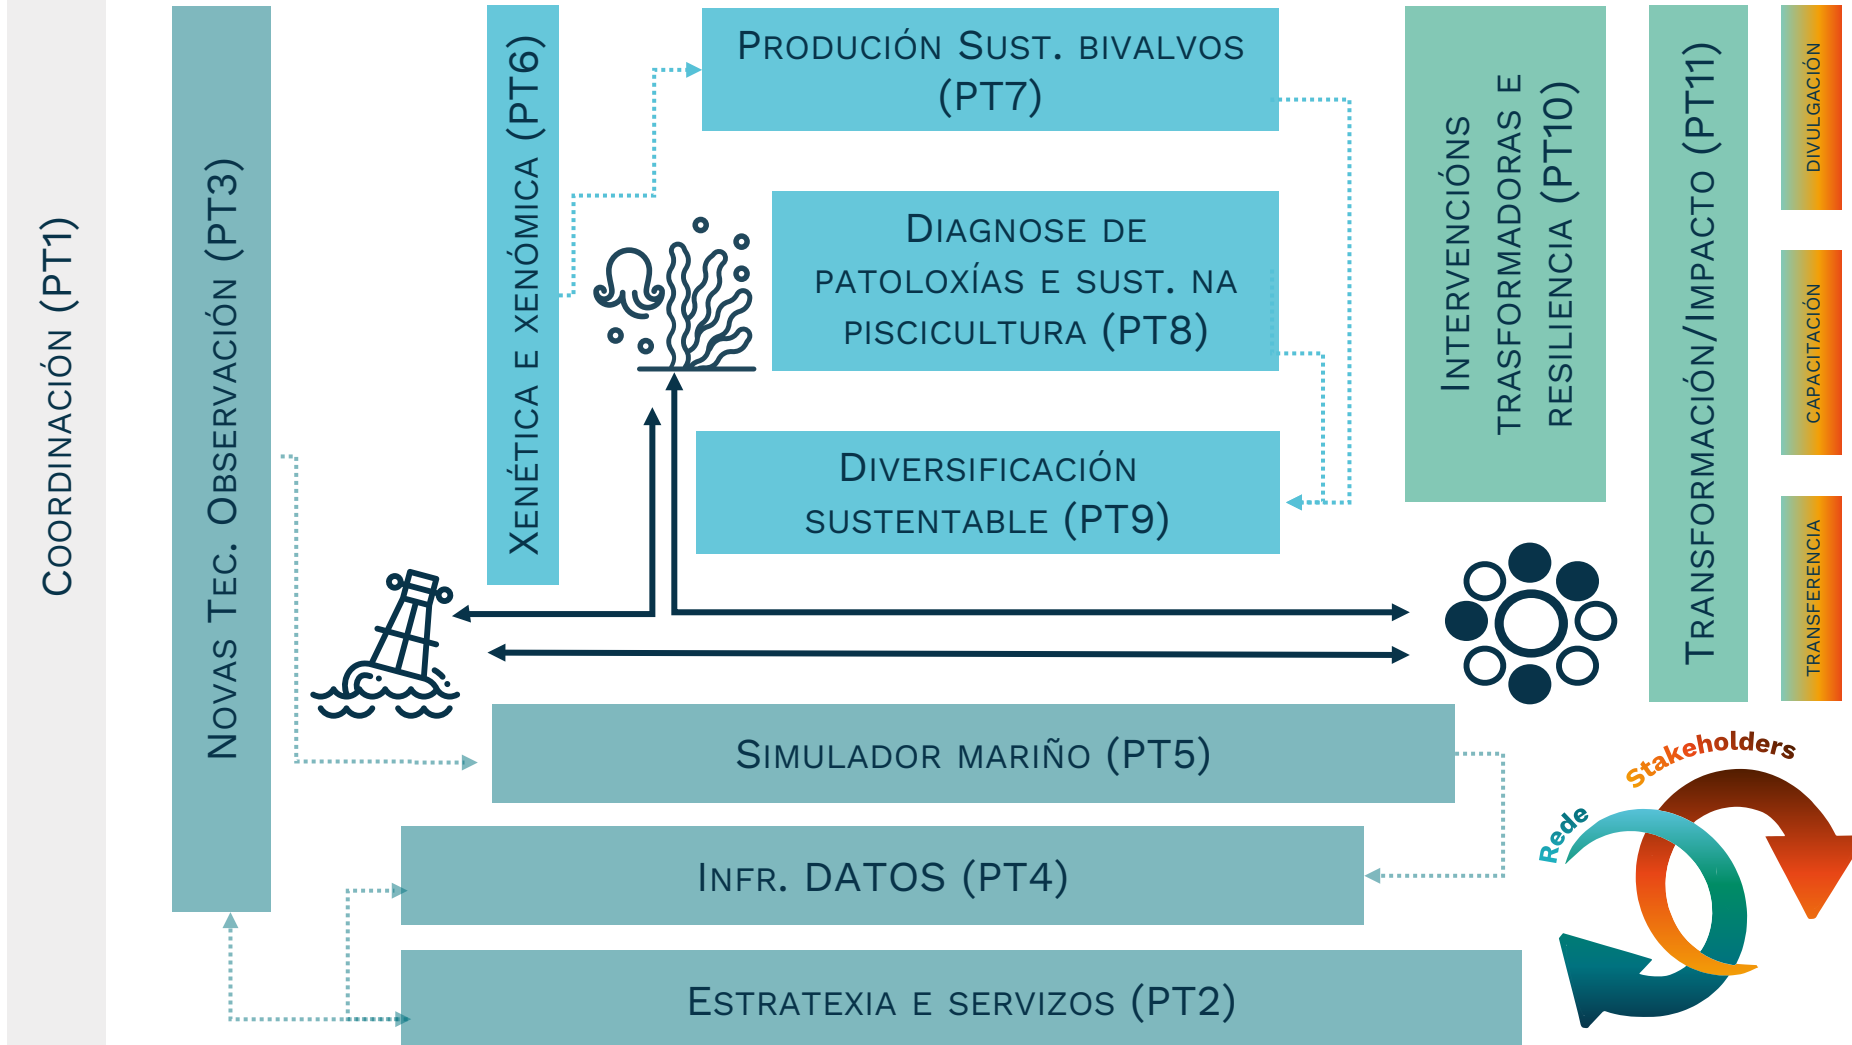 Coordinación (PT1)
Novas Tec. Observación (PT3)
Xenética e xenómica (PT6)
Produción Sust. bivalvos
(PT7)
Diagnose de
patoloxías e sust. na
piscicultura (PT8)
Diversificación
sustentable (PT9)
Intervencións
trasformadoras e
resiliencia (PT10)
Transformación/Impacto (PT11)
divulgación
capacitación
transferencia
Simulador mariño (PT5)
Infr. DATOS (PT4)
Estratexia e servizos (PT2)
Rede
Stakeholders